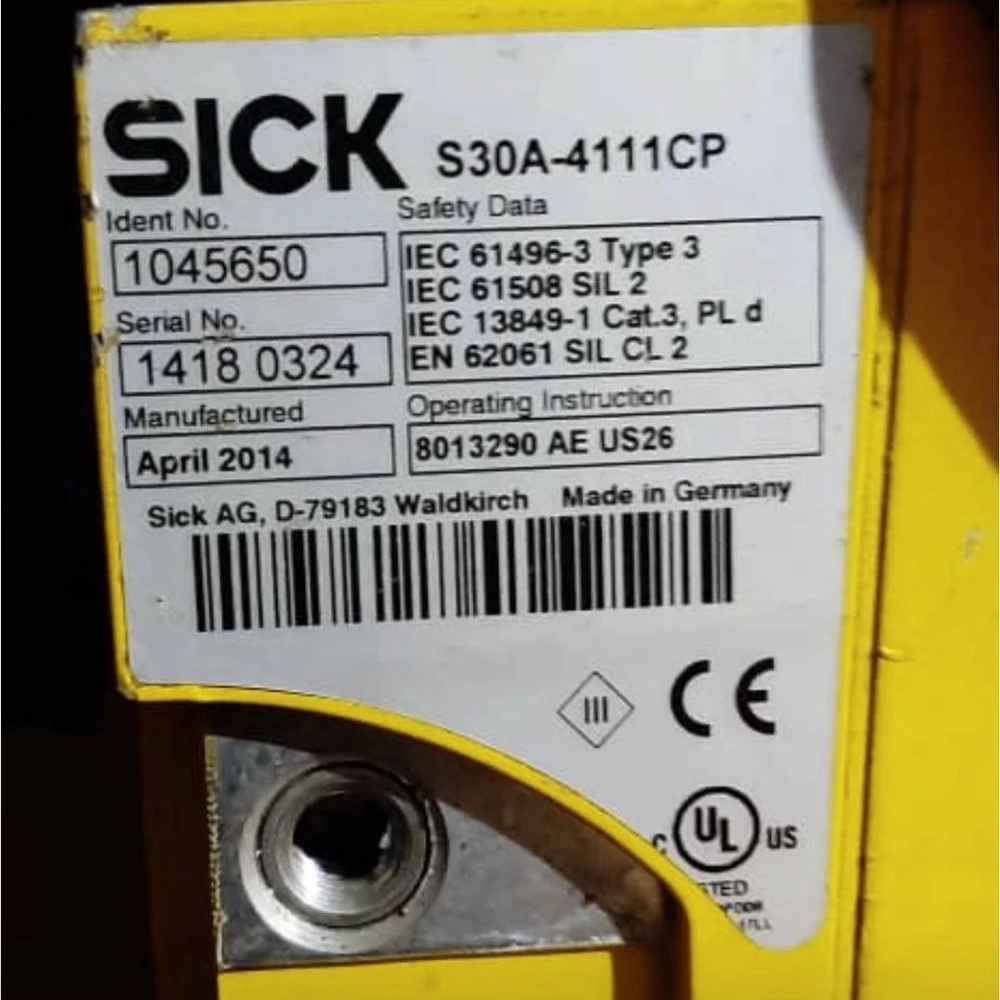 SICK S30A-4111CP
Ident No.
1045650
Serial No.
1418 0324
Manufactured
April 2014
Safety Data
IEC 61496-3 Type 3
IEC 61508 SIL 2
IEC 13849-1 Cat.3, PL d
EN 62061 SIL CL 2
Operating Instruction
8013290 AE US26
Sick AG, D-79183 Waldkirch Made in Germany
III
CE
C UL US